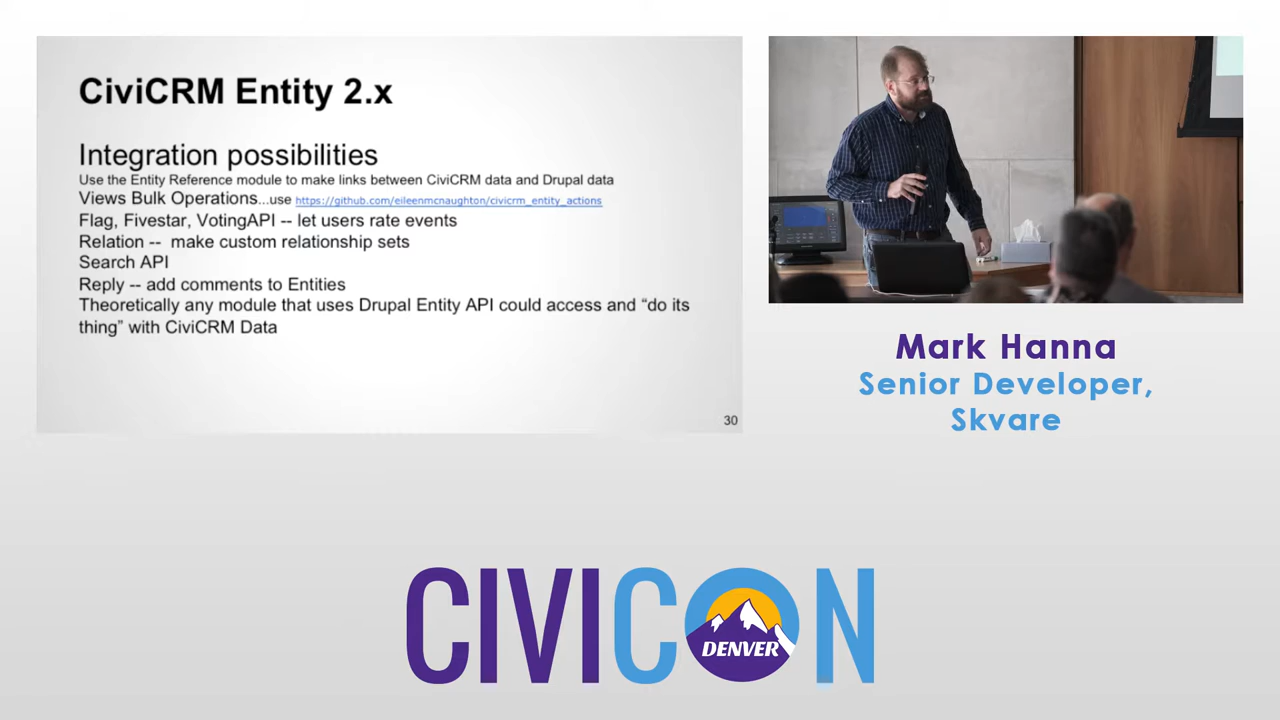 CiviCRM Entity 2.x
Integration possibilities
Use the Entity Reference module to make links between CiviCRM data and Drupal data
Views Bulk Operations...use https://github.com/eileenmcnaughton/civicrm_entity_actions
Flag, Fivestar, VotingAPI -- let users rate events
Relation -- make custom relationship sets
Search API
Reply -- add comments to Entities
Theoretically any module that uses Drupal Entity API could access and “do its
thing” with CiviCRM Data
30
Mark Hanna
Senior Developer,
Skvare
CIVICON
DENVER